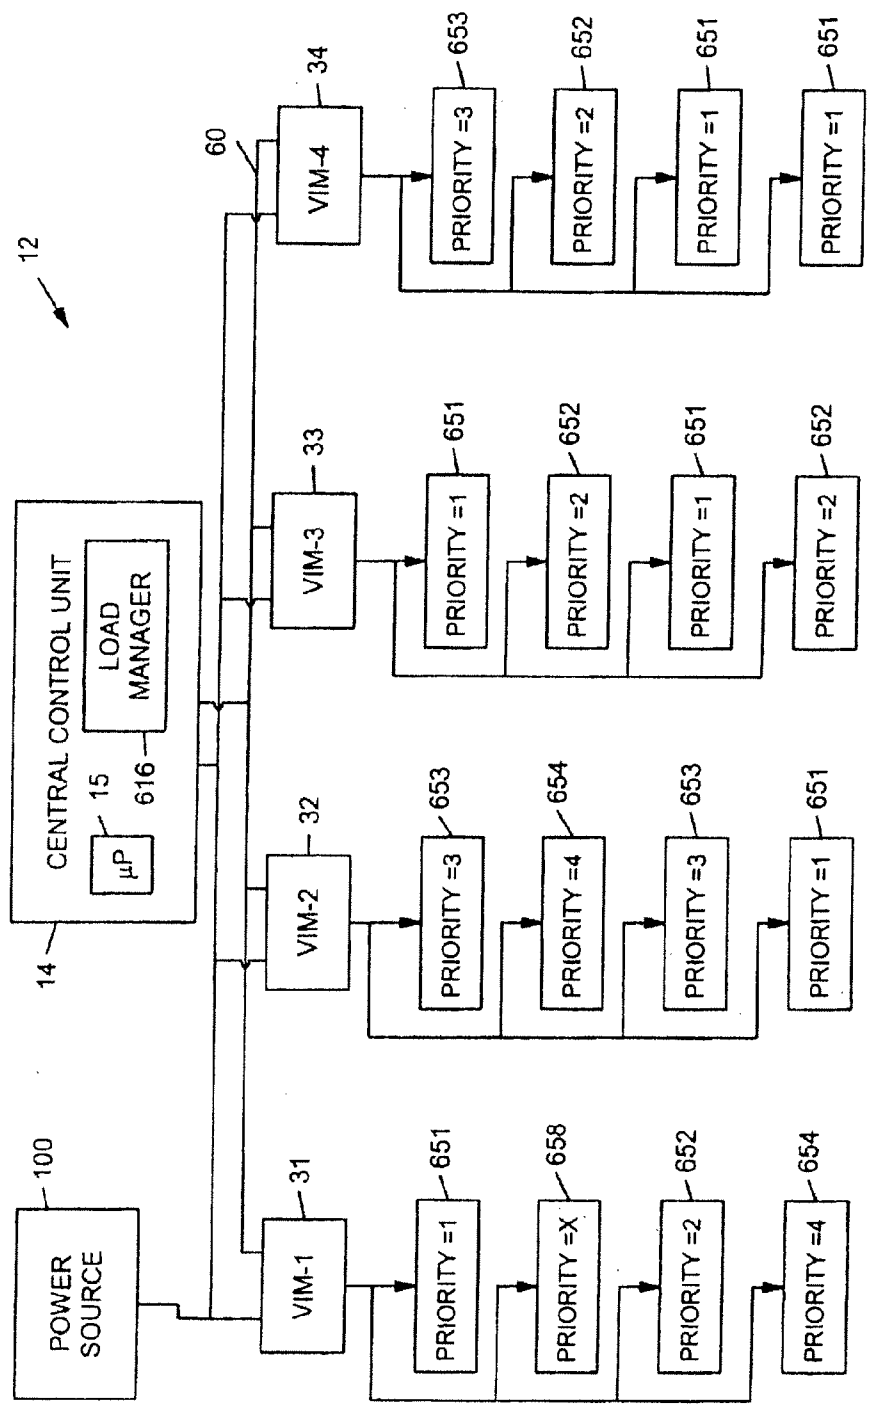 12
POWER
SOURCE
100
CENTRAL CONTROL UNIT
14
µP
15
LOAD
MANAGER
616
60
VIM-1
31
VIM-2
32
VIM-3
33
VIM-4
34
PRIORITY =1
651
PRIORITY =X
658
PRIORITY =2
652
PRIORITY =4
654
PRIORITY =3
653
PRIORITY =4
654
PRIORITY =3
653
PRIORITY =1
651
PRIORITY =1
651
PRIORITY =2
652
PRIORITY =1
651
PRIORITY =2
652
PRIORITY =3
653
PRIORITY =2
652
PRIORITY =1
651
PRIORITY =1
651